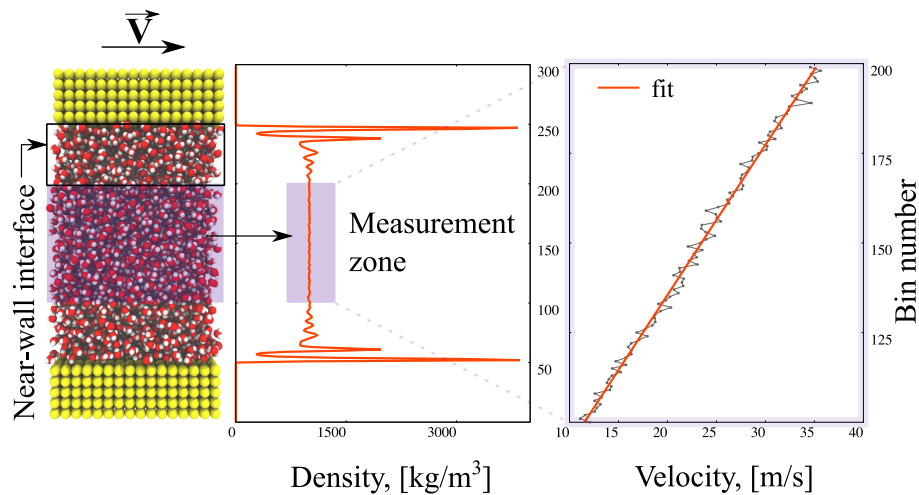 V
Near-wall interface
300
250
200
150
100
50
0
1500
3000
Density, [kg/m³]
Measurement
zone
fit
200
175
150
125
10
15
20
25
30
35
40
Velocity, [m/s]
Bin number